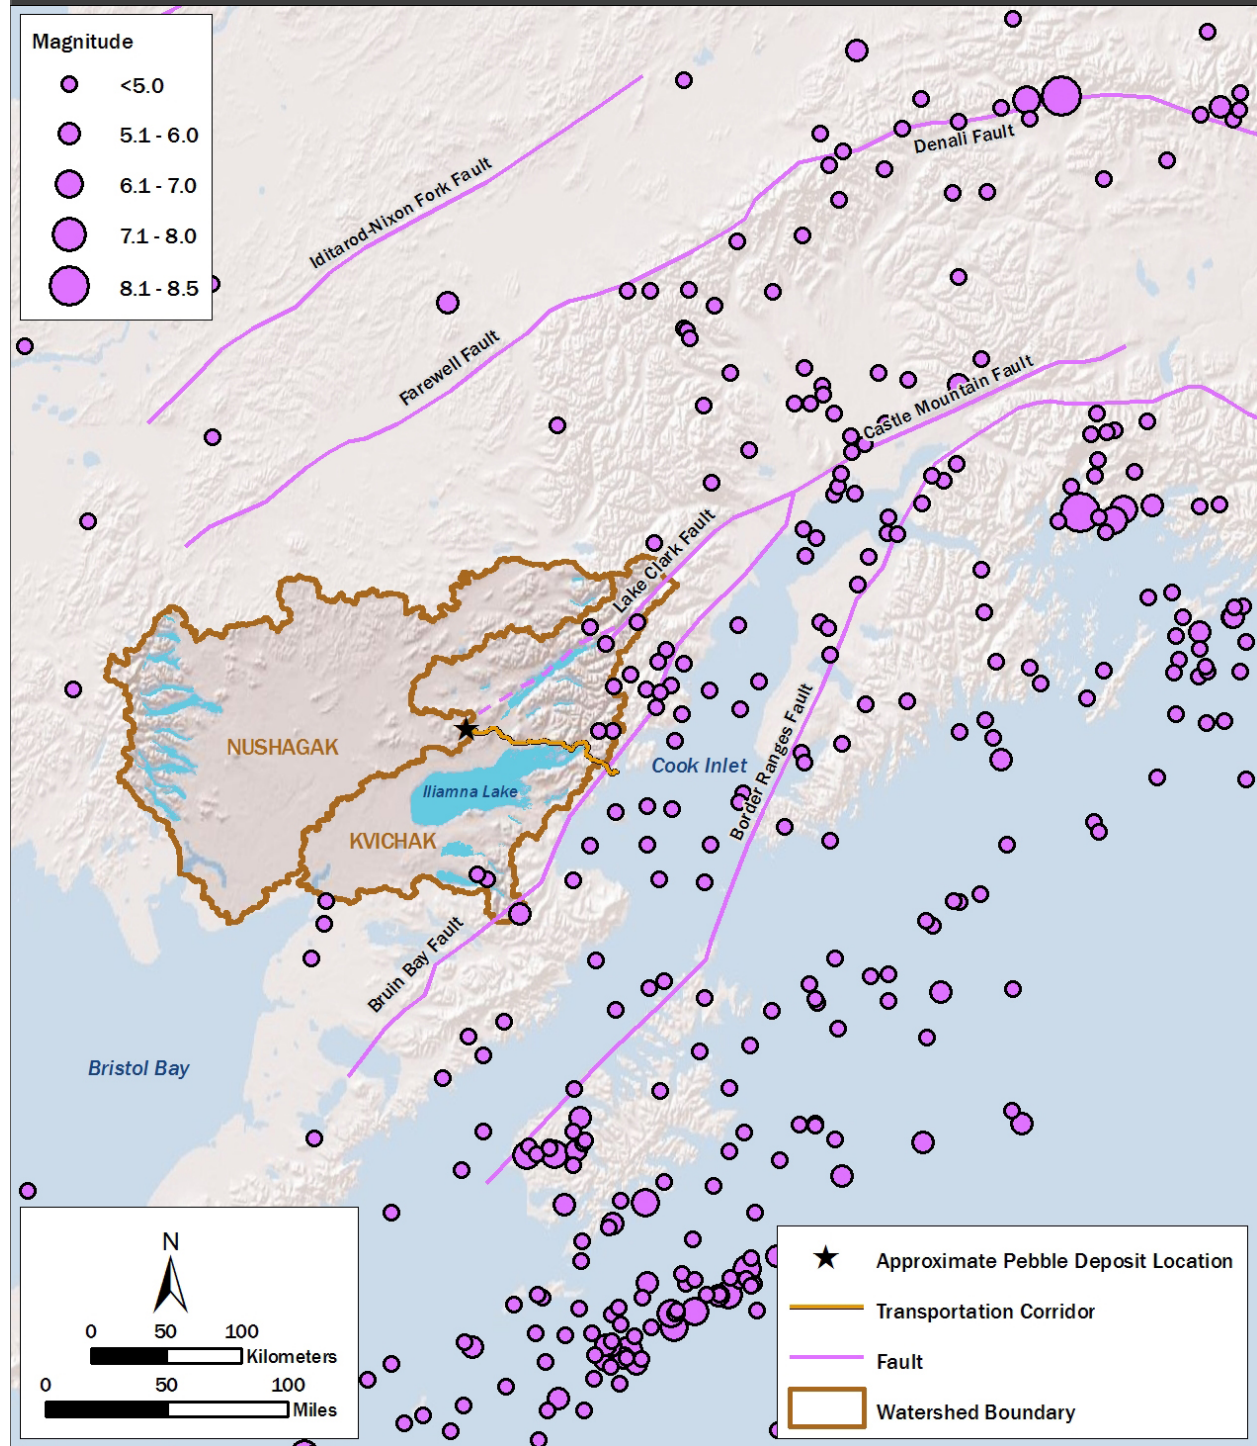 Magnitude
<5.0
5.1 - 6.0
6.1 - 7.0
7.1 - 8.0
8.1 - 8.5
Denali Fault
Iditarod-Nixon Fork Fault
Farewell Fault
Castle Mountain Fault
Lake Clark Fault
NUSHAGAK
Cook Inlet
Iliamna Lake
Border Ranges Fault
KVICHAK
Bruin Bay Fault
Bristol Bay
N
0 50 100
Kilometers
0 50 100
Miles
Approximate Pebble Deposit Location
Transportation Corridor
Fault
Watershed Boundary